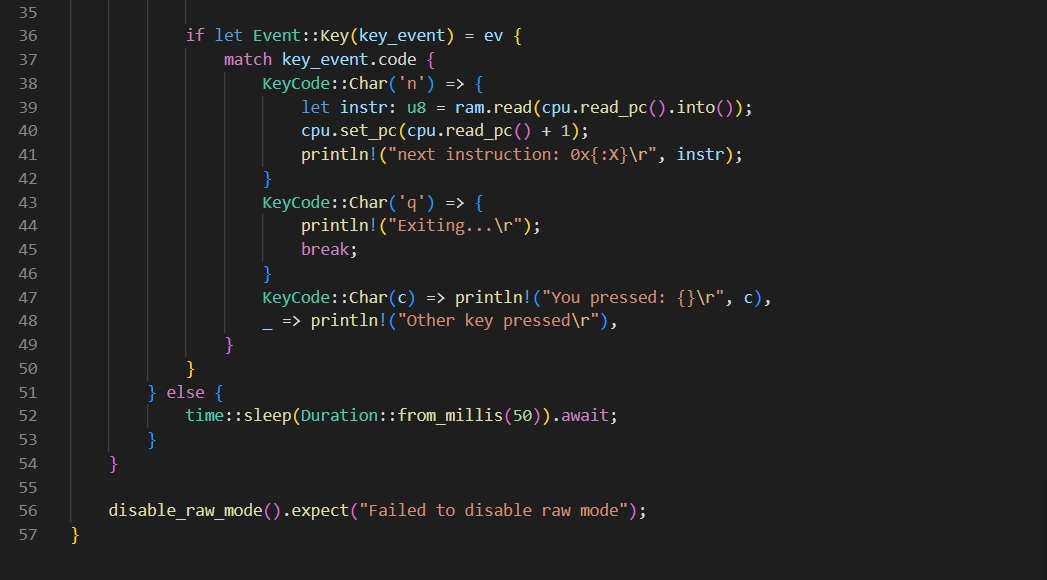 35
36 if let Event::Key(key_event) = ev {
37 match key_event.code {
38 KeyCode::Char('n') => {
39 let instr: u8 = ram.read(cpu.read_pc().into());
40 cpu.set_pc(cpu.read_pc() + 1);
41 println!("next instruction: 0x{:X}\r", instr);
42 }
43 KeyCode::Char('q') => {
44 println!("Exiting...\r");
45 break;
46 }
47 KeyCode::Char(c) => println!("You pressed: {}\r", c),
48 _ => println!("Other key pressed\r"),
49 }
50 }
51 } else {
52 time::sleep(Duration::from_millis(50)).await;
53 }
54 }
55
56 disable_raw_mode().expect("Failed to disable raw mode");
57 }